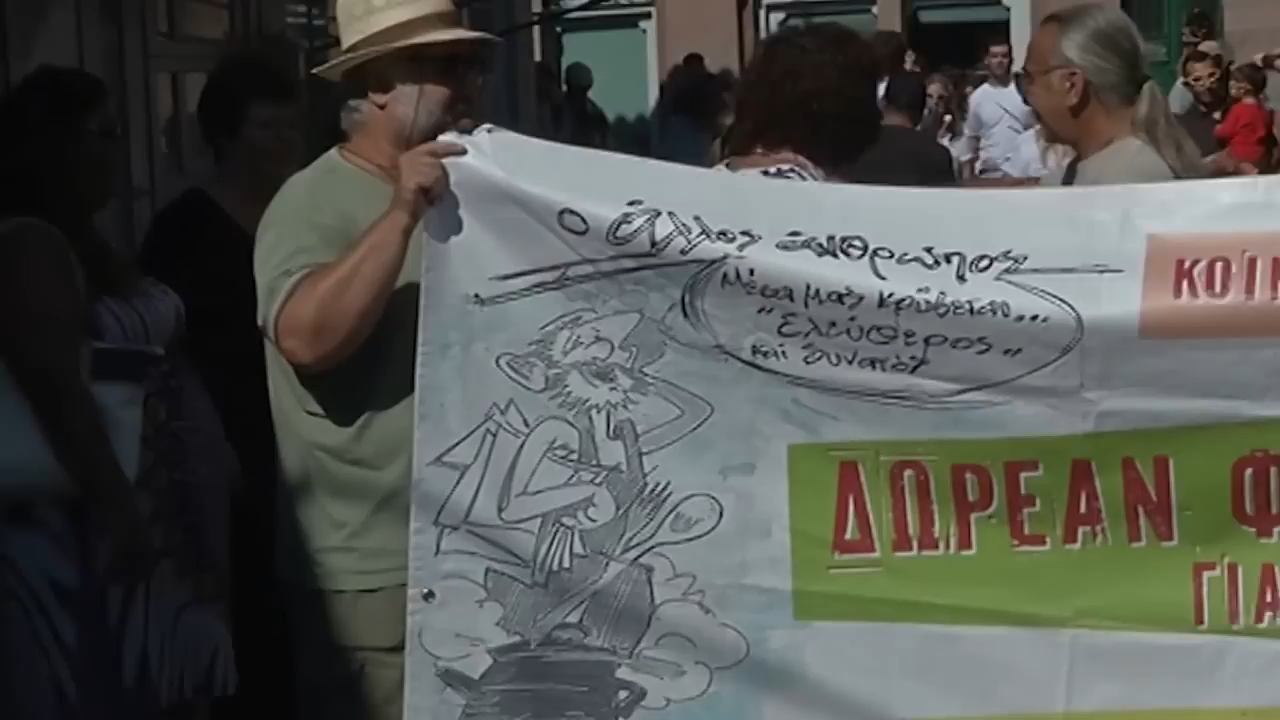 ο άλλος άνθρωπος
Μέσα μας κρύβεται...
"Ελεύθερος"
και δυνατός
ΚΟΙΝ
ΔΩΡΕΑΝ Φ
ΓΙΑ